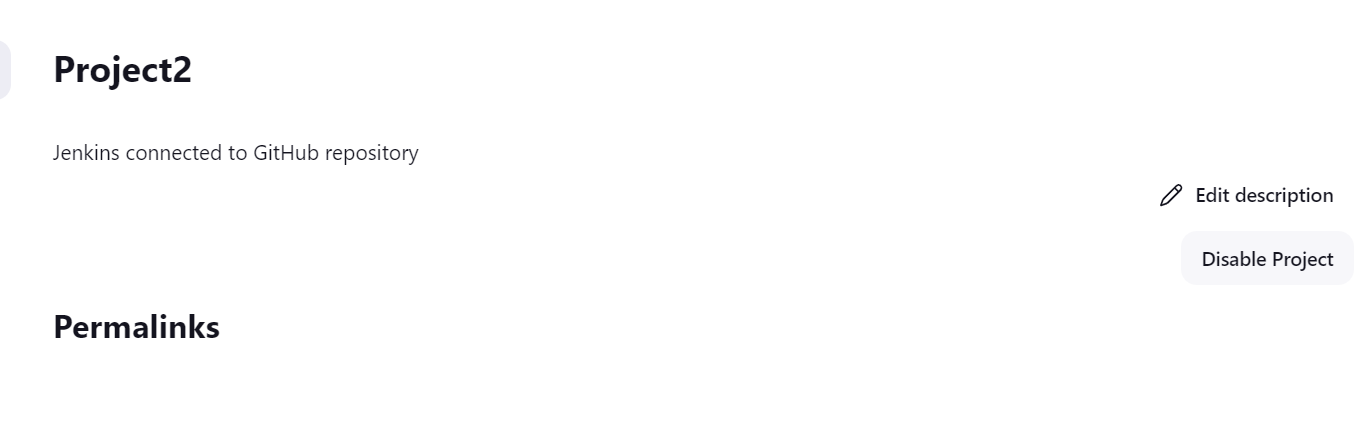 Project2
Jenkins connected to GitHub repository
Edit description
Disable Project
Permalinks